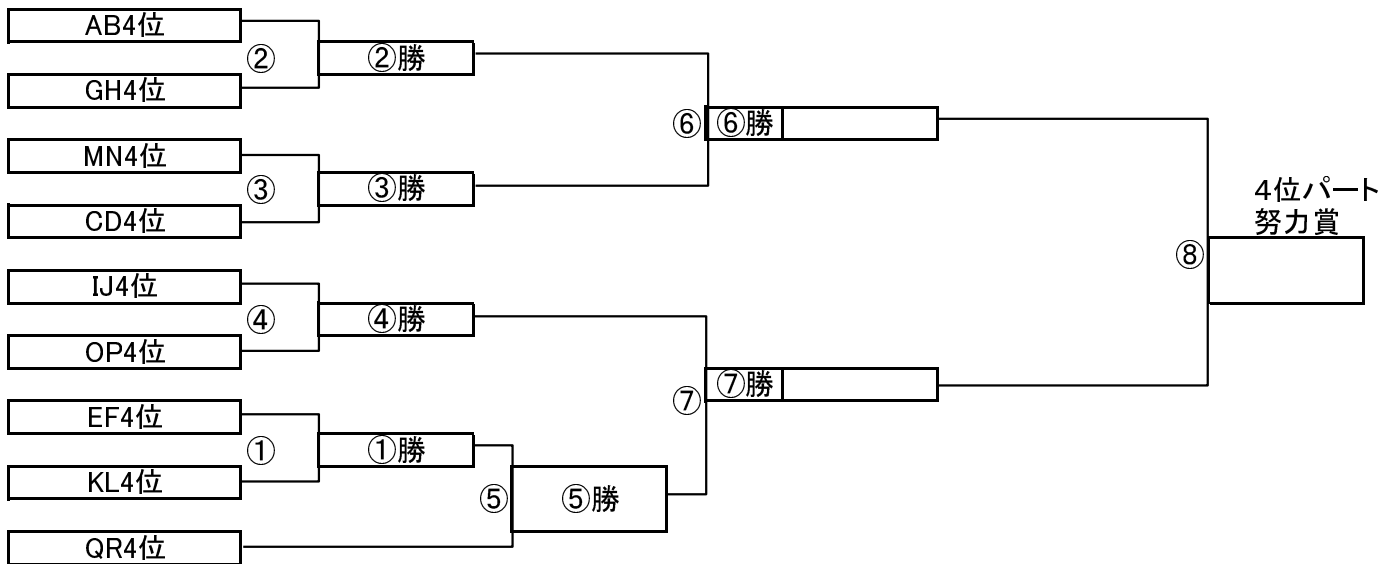 AB4位
②
②勝
GH4位
⑥
⑥勝
MN4位
③
③勝
CD4位
4位パート
努力賞
⑧
IJ4位
④
④勝
OP4位
⑦
⑦勝
EF4位
①
①勝
KL4位
⑤
⑤勝
QR4位